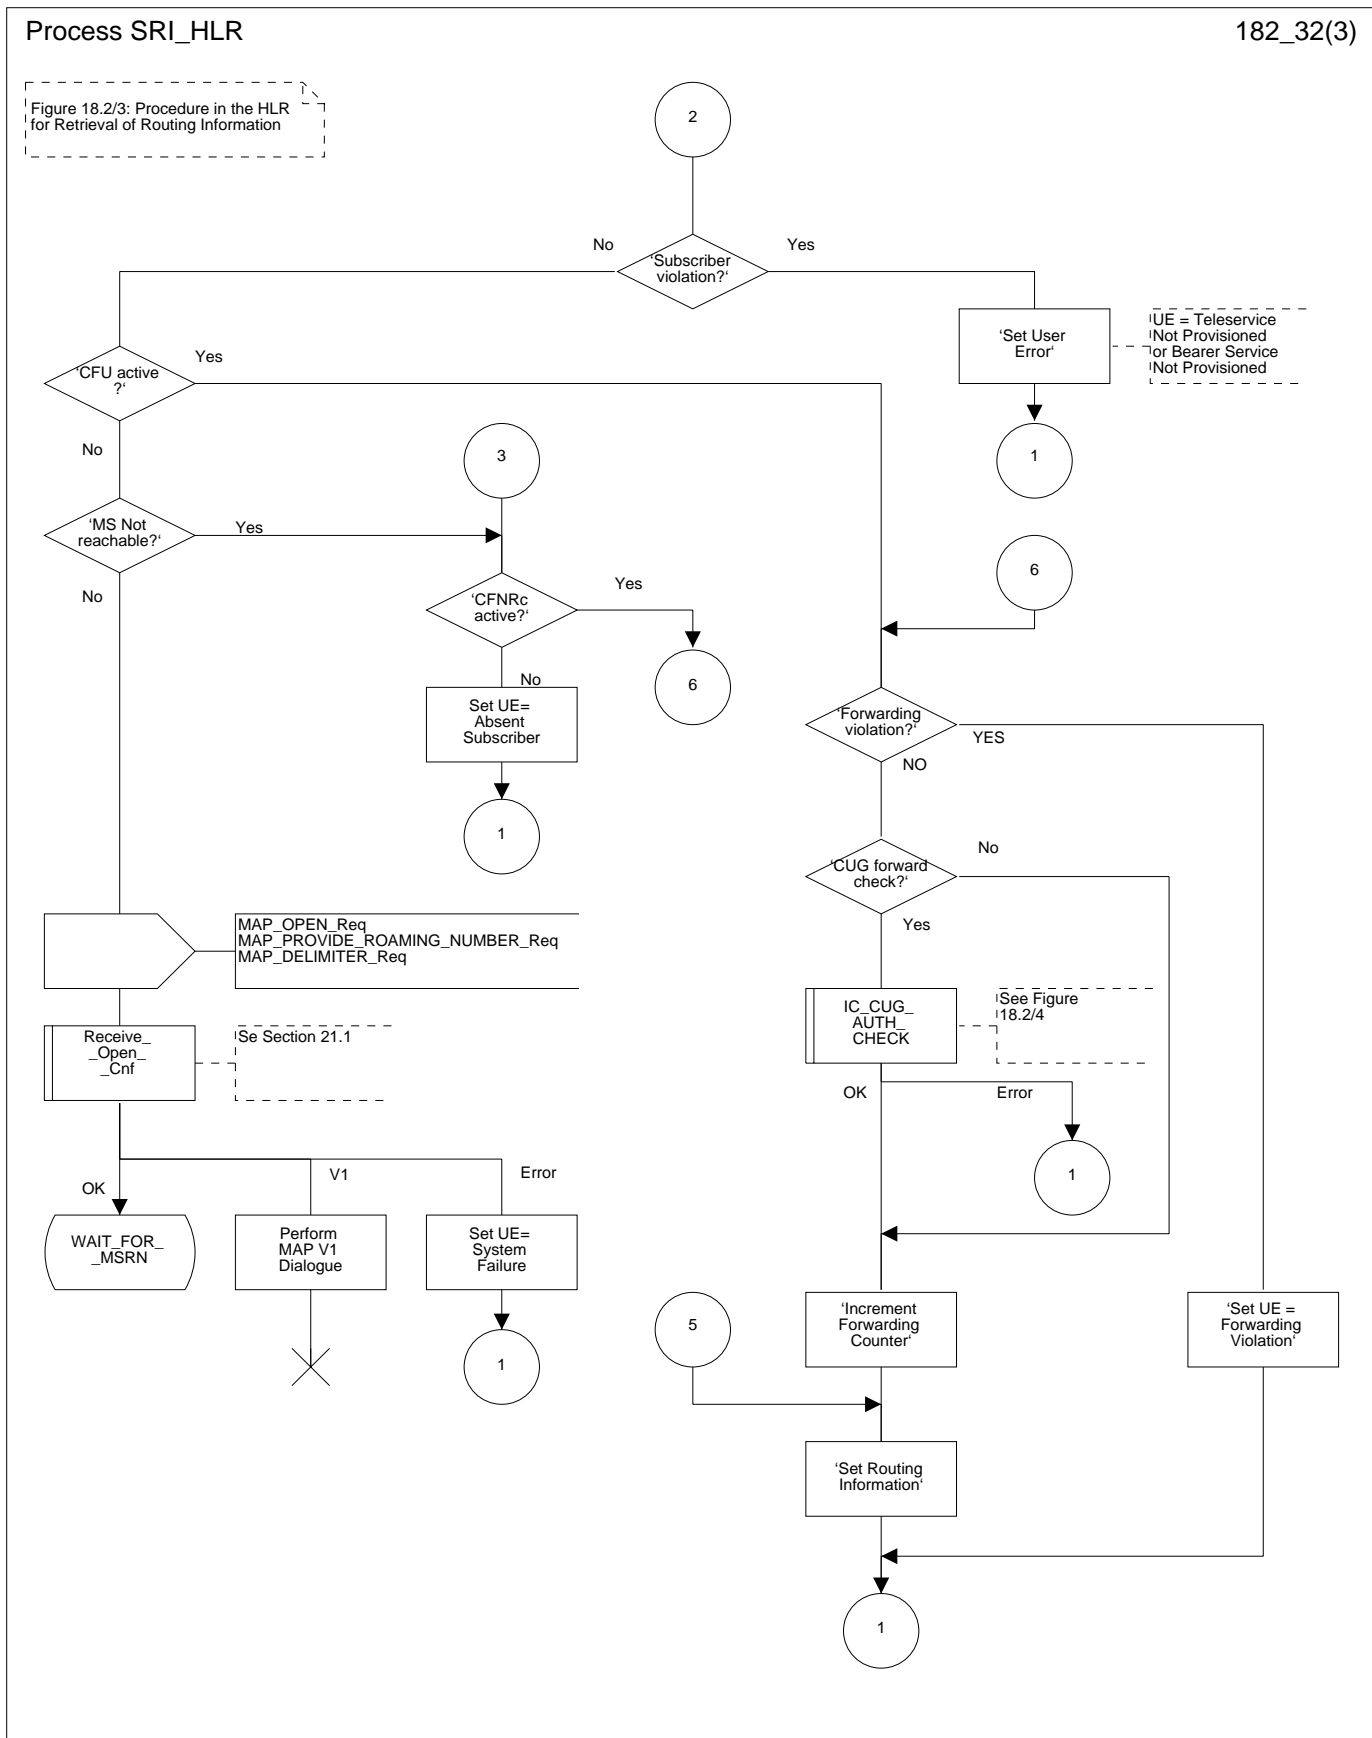 Process SRI_HLR
182_32(3)
Figure 18.2/3: Procedure in the HLR
for Retrieval of Routing Information
2
No
Yes
‘Subscriber
violation?‘
‘Set User
Error‘
UE = Teleservice
Not Provisioned
or Bearer Service
Not Provisioned
‘CFU active
?‘
Yes
No
3
1
‘MS Not
reachable?‘
Yes
No
‘CFNRc
active?‘
Yes
No
6
6
Set UE=
Absent
Subscriber
1
‘Forwarding
violation?‘
YES
NO
‘CUG forward
check?‘
No
Yes
MAP_OPEN_Req
MAP_PROVIDE_ROAMING_NUMBER_Req
MAP_DELIMITER_Req
Receive_
_Open_
_Cnf
Se Section 21.1
IC_CUG_
AUTH_
CHECK
See Figure
18.2/4
OK
Error
1
OK
V1
Error
WAIT_FOR_
_MSRN
Perform
MAP V1
Dialogue
Set UE=
System
Failure
1
5
‘Increment
Forwarding
Counter‘
‘Set UE =
Forwarding
Violation‘
‘Set Routing
Information‘
1